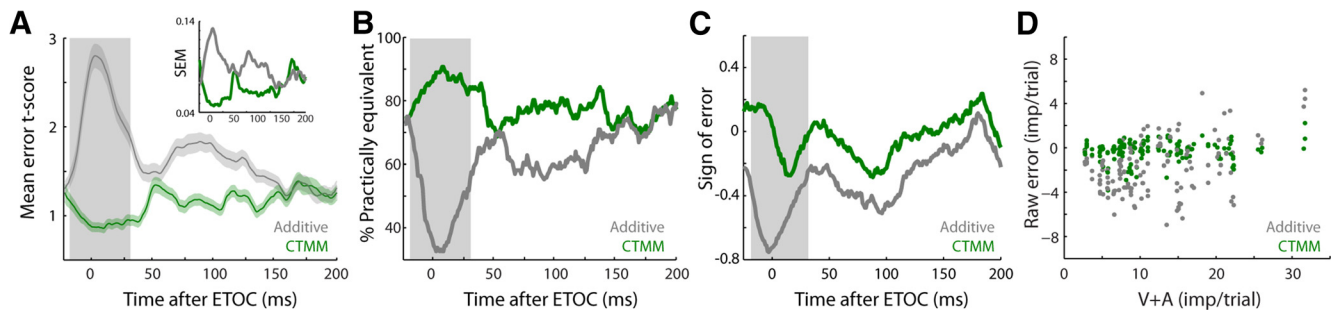 A
Mean error t-score
3
2
1
0
50
100
150
200
Time after ETOC (ms)
Additive
CTMM
SEM
0.14
0.04
0
50
100
150
200
B
% Practically equivalent
100
80
60
40
0
50
100
150
200
Time after ETOC (ms)
Additive
CTMM
C
Sign of error
0.4
0
-0.4
-0.8
0
50
100
150
200
Time after ETOC (ms)
Additive
CTMM
D
Raw error (imp/trial)
8
4
0
−4
−8
0
10
20
30
V+A (imp/trial)
Additive
CTMM